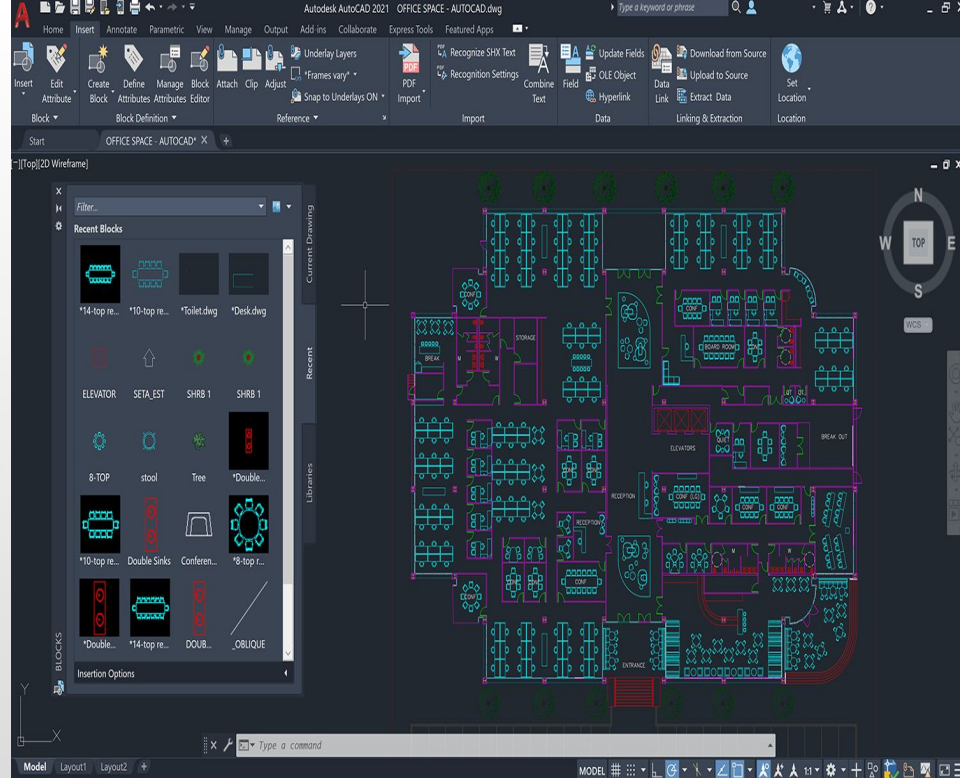 Autodesk AutoCAD 2021 OFFICE SPACE - AUTOCAD.dwg
Type a keyword or phrase
Home Insert Annotate Parametric View Manage Output Add-ins Collaborate Express Tools Featured Apps
Insert
Edit
Attribute
Create
Block
Define
Attributes
Manage
Attributes
Block
Editor
Attach Clip Adjust
Underlay Layers
*Frames vary*
Snap to Underlays ON
PDF
PDF
Import
PDF Recognize SHX Text
PDF Recognition Settings
Combine
Text
Field
Update Fields
OLE Object
Hyperlink
Data
Link
Download from Source
Upload to Source
Extract Data
Set
Location
Block Block Definition Reference Import Data Linking & Extraction Location
Start OFFICE SPACE - AUTOCAD* X +
[−][Top][2D Wireframe]
Filter...
Recent Blocks
*14-top re... *10-top re... *Toilet.dwg *Desk.dwg
ELEVATOR SETA_EST SHRB 1 SHRB 1
8-TOP stool Tree *Double...
*10-top r... Double Sinks Conferen... *8-top r...
*Double... *14-top re... DOUB... _OBLIQUE
Insertion Options
Current Drawing
Recent
Libraries
BLOCKS
N
W TOP E
S
WCS
CONF
CONF
BREAK
M
W
STORAGE
BOARD ROOM
ELEVATORS
QUIET
BREAK OUT
RECEPTION
CONF (LG)
CONF
CONF
RECEPTION
M
W
CONF
CONF
ENTRANCE
Y
X
Type a command
Model Layout1 Layout2 +
MODEL
1:1